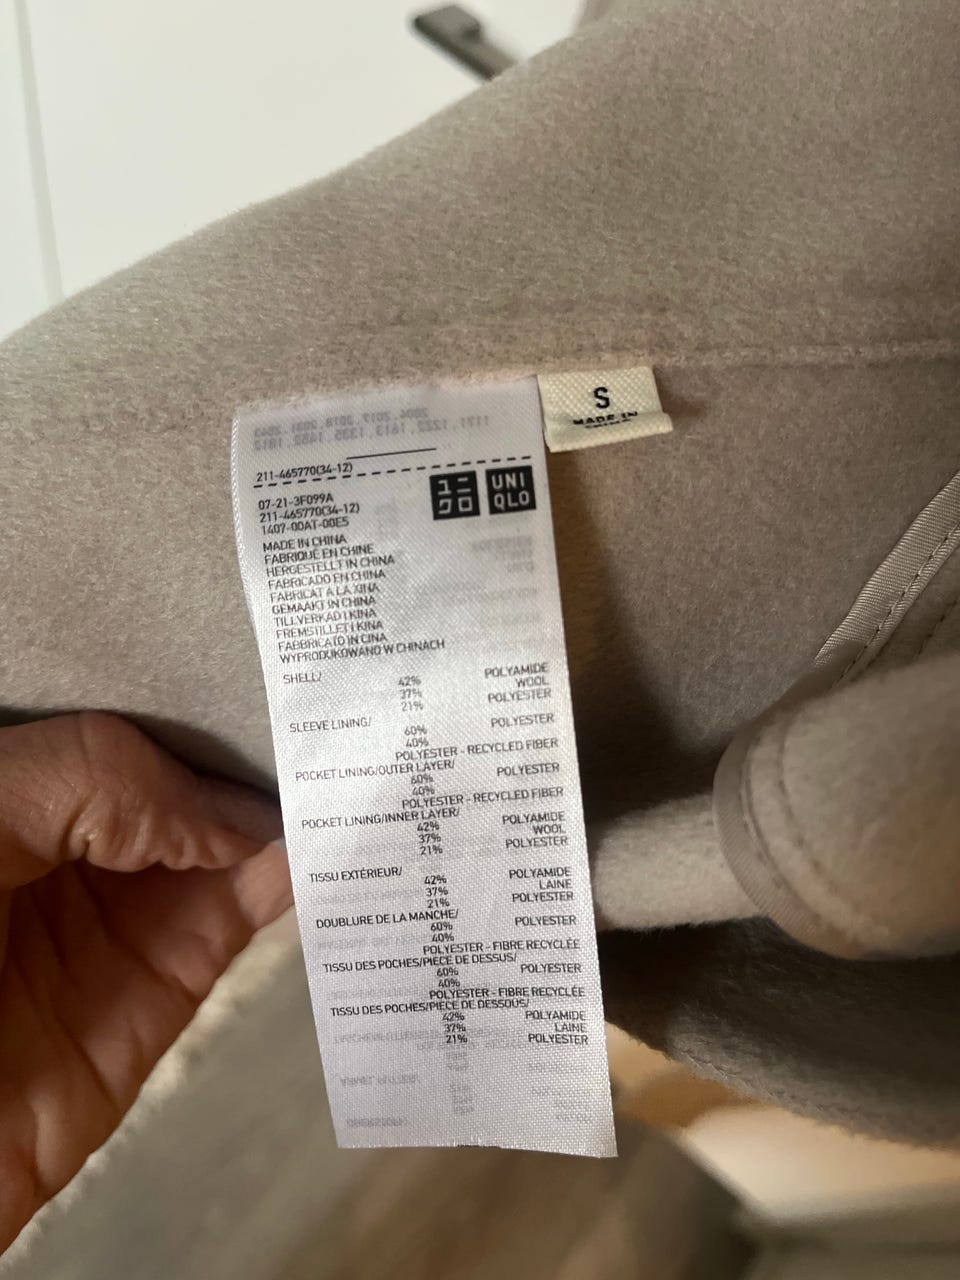 S
MADE IN
CHINA
211-465770(34-12)
ユニ
クロ
UNI
QLO
07-21-3F099A
211-465770(34-12)
1407-00AT-00E5
MADE IN CHINA
FABRIQUÉ EN CHINE
HERGESTELLT IN CHINA
FABRICADO EN CHINA
FABRICAT A LA XINA
GEMAAKT IN CHINA
TILLVERKAD I KINA
FREMSTILLET I KINA
FABBRICATO IN CINA
WYPRODUKOWANO W CHINACH
SHELL/
42% POLYAMIDE
37% WOOL
21% POLYESTER
SLEEVE LINING/
60% POLYESTER
40%
POLYESTER - RECYCLED FIBER
POCKET LINING/OUTER LAYER/
60% POLYESTER
40%
POLYESTER - RECYCLED FIBER
POCKET LINING/INNER LAYER/
42% POLYAMIDE
37% WOOL
21% POLYESTER
TISSU EXTÉRIEUR/
42% POLYAMIDE
37% LAINE
21% POLYESTER
DOUBLURE DE LA MANCHE/
60% POLYESTER
40%
POLYESTER - FIBRE RECYCLÉE
TISSU DES POCHES/PIECE DE DESSUS/
60% POLYESTER
40%
POLYESTER - FIBRE RECYCLÉE
TISSU DES POCHES/PIECE DE DESSOUS/
42% POLYAMIDE
37% LAINE
21% POLYESTER